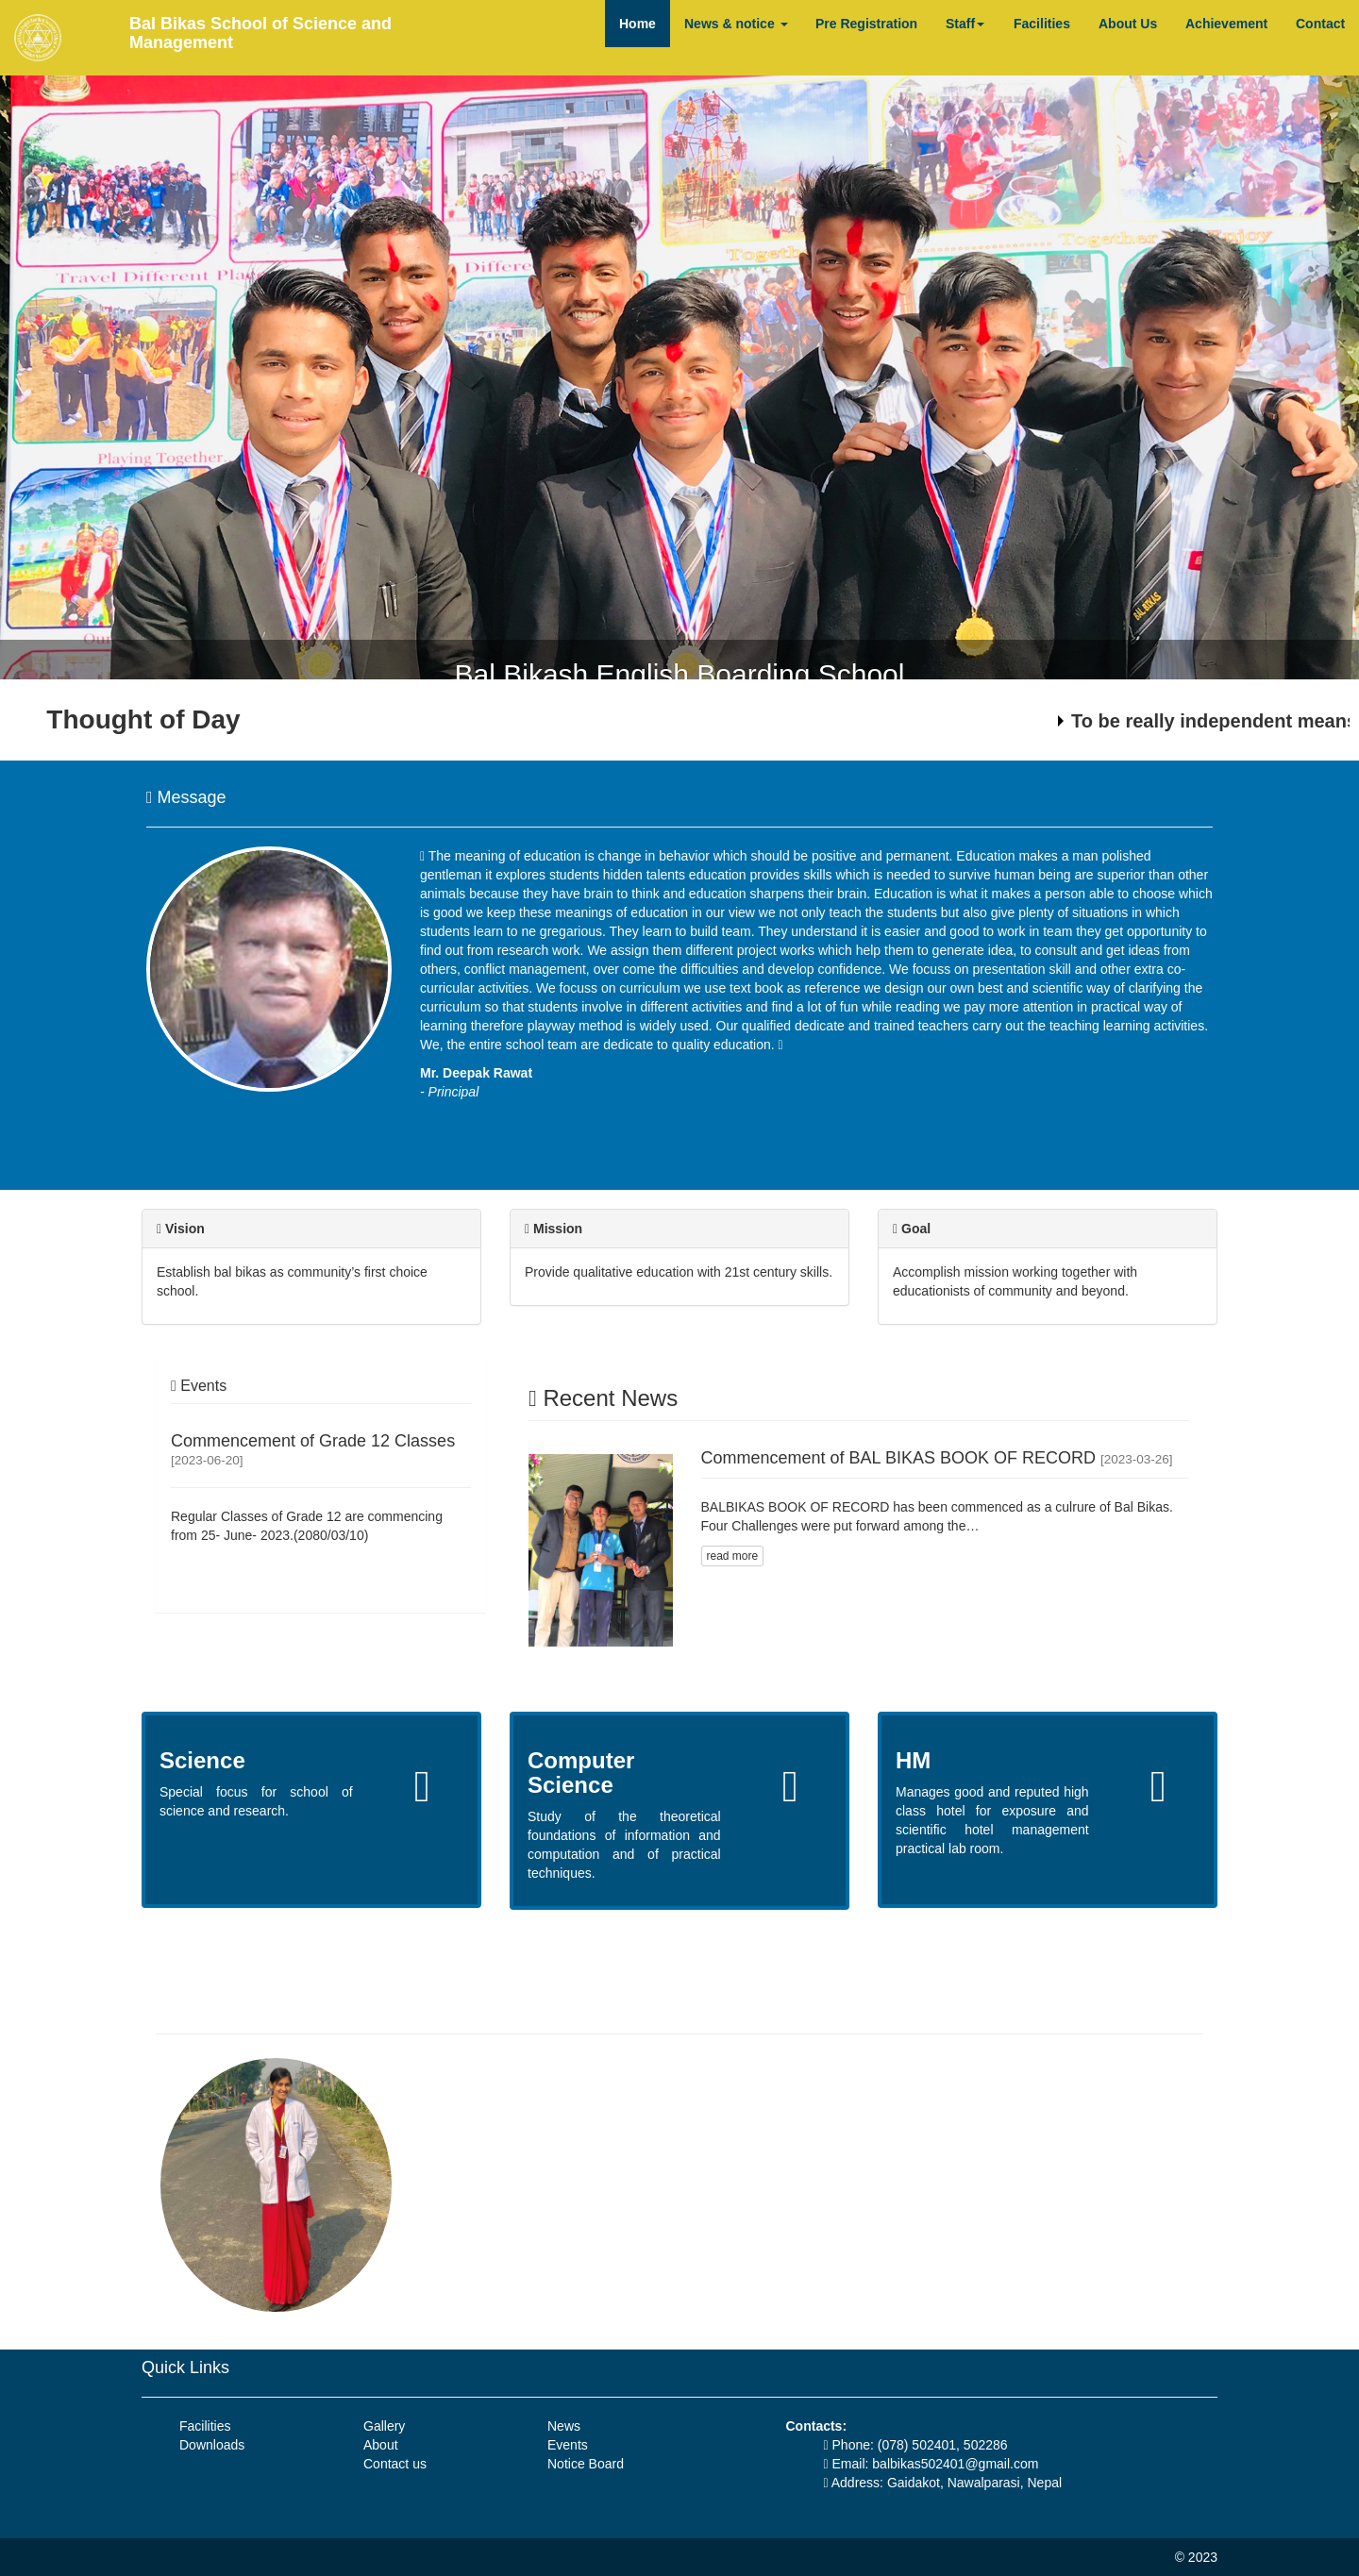 Bal Bikas School of Science and
Management
Home News & notice Pre Registration Staff Facilities About Us Achievement Contact
Travel Different Place
Together
Together We Enjoy
Playing Together...
BAL BIKAS
Bal Bikash English Boarding School
Thought of Day
To be really independent means
Message
The meaning of education is change in behavior which should be positive and permanent. Education makes a man polished
gentleman it explores students hidden talents education provides skills which is needed to survive human being are superior than other
animals because they have brain to think and education sharpens their brain. Education is what it makes a person able to choose which
is good we keep these meanings of education in our view we not only teach the students but also give plenty of situations in which
students learn to ne gregarious. They learn to build team. They understand it is easier and good to work in team they get opportunity to
find out from research work. We assign them different project works which help them to generate idea, to consult and get ideas from
others, conflict management, over come the difficulties and develop confidence. We focuss on presentation skill and other extra co-
curricular activities. We focuss on curriculum we use text book as reference we design our own best and scientific way of clarifying the
curriculum so that students involve in different activities and find a lot of fun while reading we pay more attention in practical way of
learning therefore playway method is widely used. Our qualified dedicate and trained teachers carry out the teaching learning activities.
We, the entire school team are dedicate to quality education.
Mr. Deepak Rawat
- Principal
Vision
Establish bal bikas as community's first choice
school.
Mission
Provide qualitative education with 21st century skills.
Goal
Accomplish mission working together with
educationists of community and beyond.
Events
Commencement of Grade 12 Classes
[2023-06-20]
Regular Classes of Grade 12 are commencing
from 25- June- 2023.(2080/03/10)
Recent News
Commencement of BAL BIKAS BOOK OF RECORD [2023-03-26]
BALBIKAS BOOK OF RECORD has been commenced as a culrure of Bal Bikas.
Four Challenges were put forward among the…
read more
Science
Special focus for school of
science and research.
Computer
Science
Study of the theoretical
foundations of information and
computation and of practical
techniques.
HM
Manages good and reputed high
class hotel for exposure and
scientific hotel management
practical lab room.
Quick Links
Facilities
Downloads
Gallery
About
Contact us
News
Events
Notice Board
Contacts:
Phone: (078) 502401, 502286
Email: balbikas502401@gmail.com
Address: Gaidakot, Nawalparasi, Nepal
© 2023